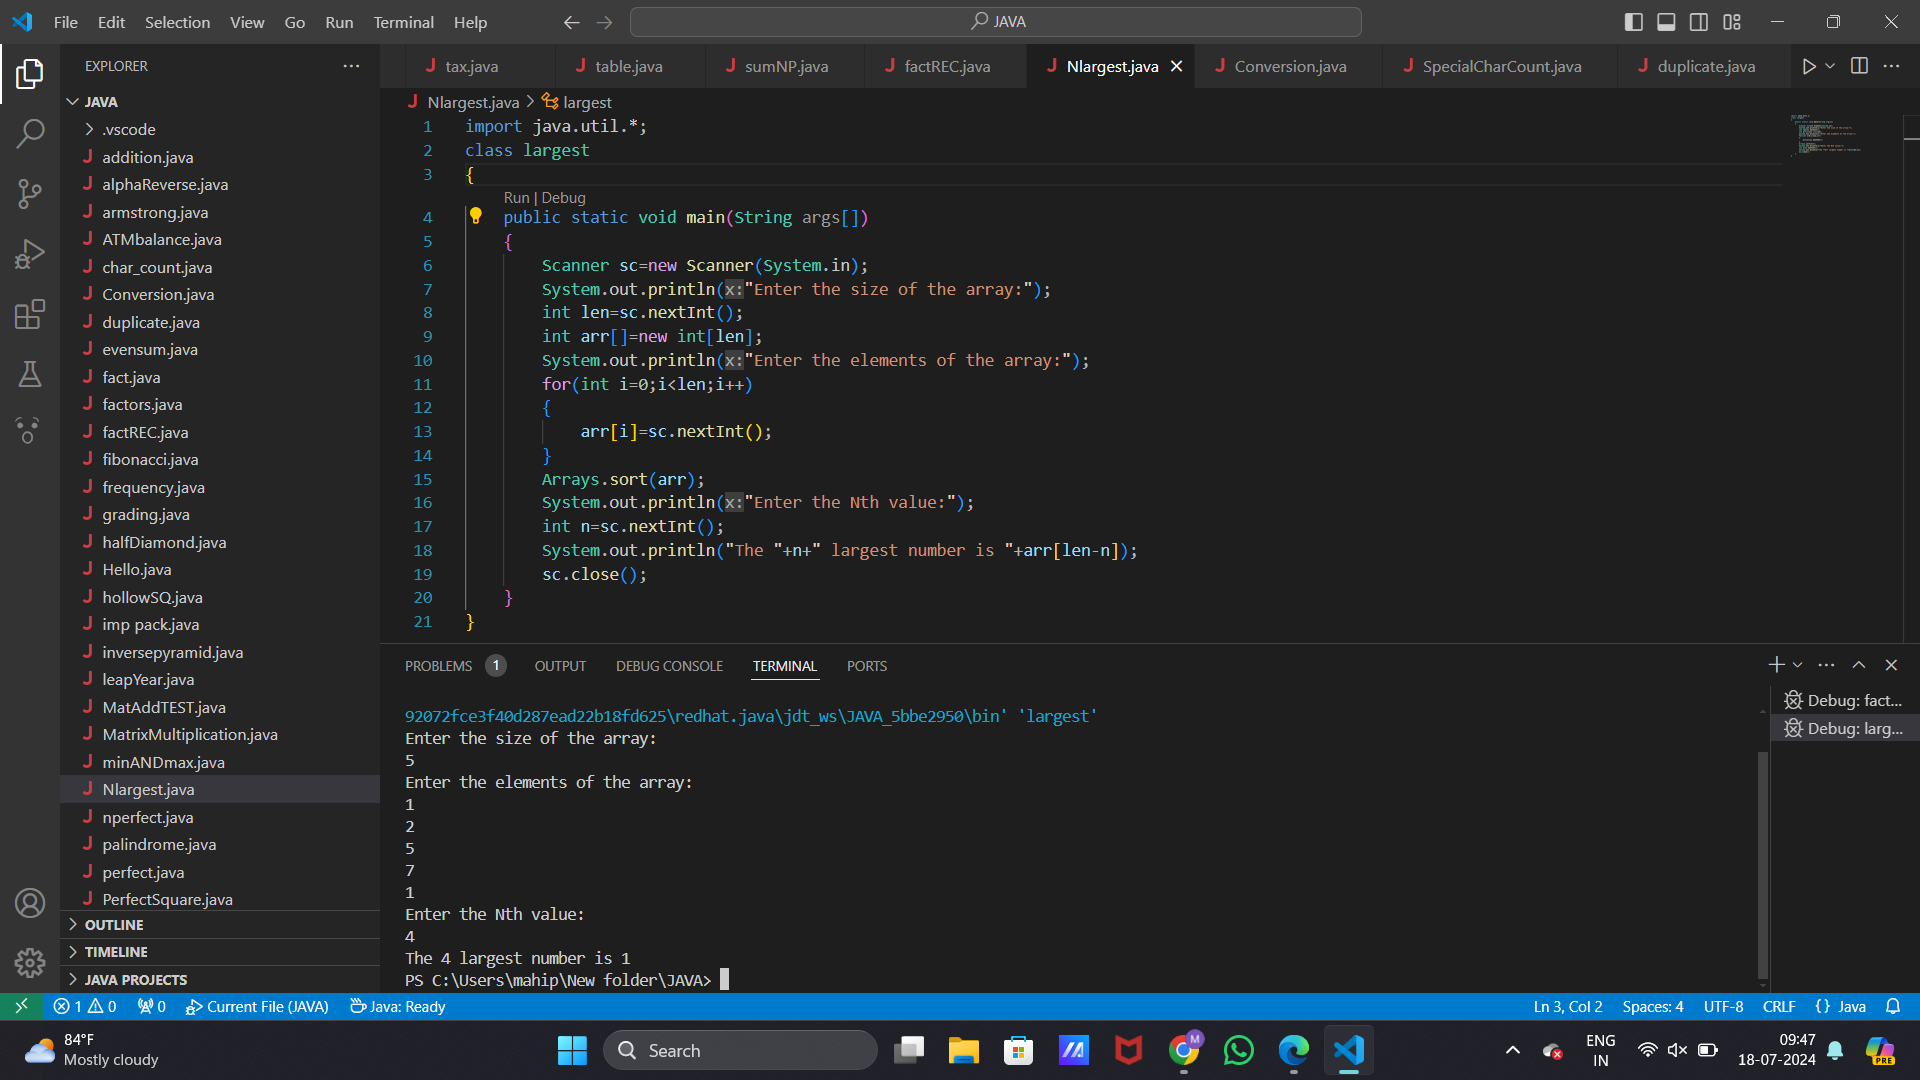 File Edit Selection View Go Run Terminal Help
JAVA
EXPLORER
JAVA
.vscode
addition.java
alphaReverse.java
armstrong.java
ATMbalance.java
char_count.java
Conversion.java
duplicate.java
evensum.java
fact.java
factors.java
factREC.java
fibonacci.java
frequency.java
grading.java
halfDiamond.java
Hello.java
hollowSQ.java
imp pack.java
inversepyramid.java
leapYear.java
MatAddTEST.java
MatrixMultiplication.java
minANDmax.java
Nlargest.java
nperfect.java
palindrome.java
perfect.java
PerfectSquare.java
OUTLINE
TIMELINE
JAVA PROJECTS
tax.java table.java sumNP.java factREC.java Nlargest.java Conversion.java SpecialCharCount.java duplicate.java
Nlargest.java > largest
1 import java.util.*;
2 class largest
3 {
Run | Debug
4 public static void main(String args[])
5 {
6 Scanner sc=new Scanner(System.in);
7 System.out.println(x:"Enter the size of the array:");
8 int len=sc.nextInt();
9 int arr[]=new int[len];
10 System.out.println(x:"Enter the elements of the array:");
11 for(int i=0;i<len;i++)
12 {
13 arr[i]=sc.nextInt();
14 }
15 Arrays.sort(arr);
16 System.out.println(x:"Enter the Nth value:");
17 int n=sc.nextInt();
18 System.out.println("The "+n+" largest number is "+arr[len-n]);
19 sc.close();
20 }
21 }
PROBLEMS 1 OUTPUT DEBUG CONSOLE TERMINAL PORTS
92072fce3f40d287ead22b18fd625\redhat.java\jdt_ws\JAVA_5bbe2950\bin' 'largest'
Enter the size of the array:
5
Enter the elements of the array:
1
2
5
7
1
Enter the Nth value:
4
The 4 largest number is 1
PS C:\Users\mahip\New folder\JAVA>
Debug: fact...
Debug: larg...
1 0 0 Current File (JAVA) Java: Ready
Ln 3, Col 2 Spaces: 4 UTF-8 CRLF {} Java
84°F
Mostly cloudy
Search
M
ENG
IN
09:47
18-07-2024
PRE